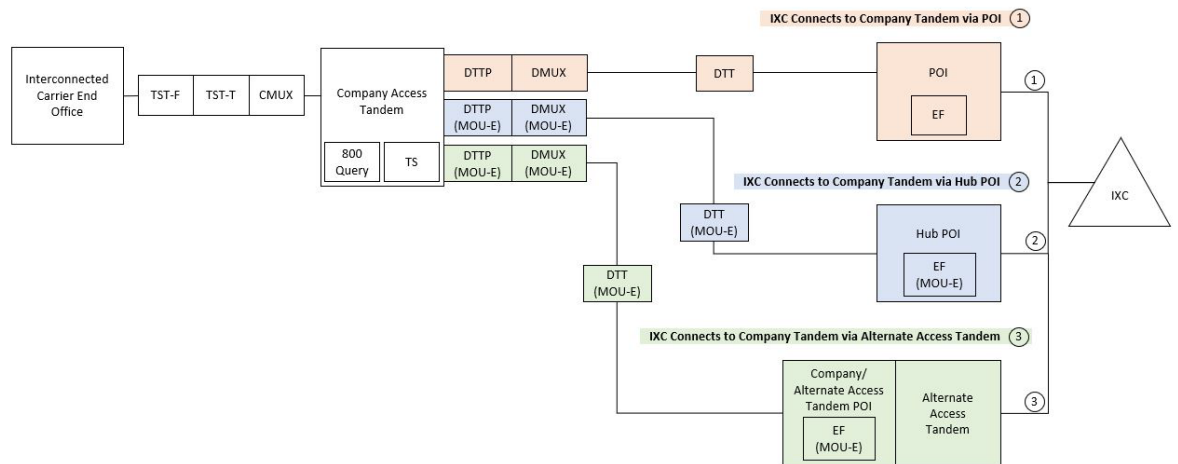 IXC Connects to Company Tandem via POI 1
Interconnected
Carrier End
Office
TST-F
TST-T
CMUX
Company Access
Tandem
800
Query
TS
DTTP
DMUX
DTTP
(MOU-E)
DMUX
(MOU-E)
DTTP
(MOU-E)
DMUX
(MOU-E)
DTT
POI
EF
1
IXC Connects to Company Tandem via Hub POI 2
DTT
(MOU-E)
Hub POI
EF
(MOU-E)
2
IXC
DTT
(MOU-E)
IXC Connects to Company Tandem via Alternate Access Tandem 3
Company/
Alternate Access
Tandem POI
EF
(MOU-E)
Alternate
Access
Tandem
3